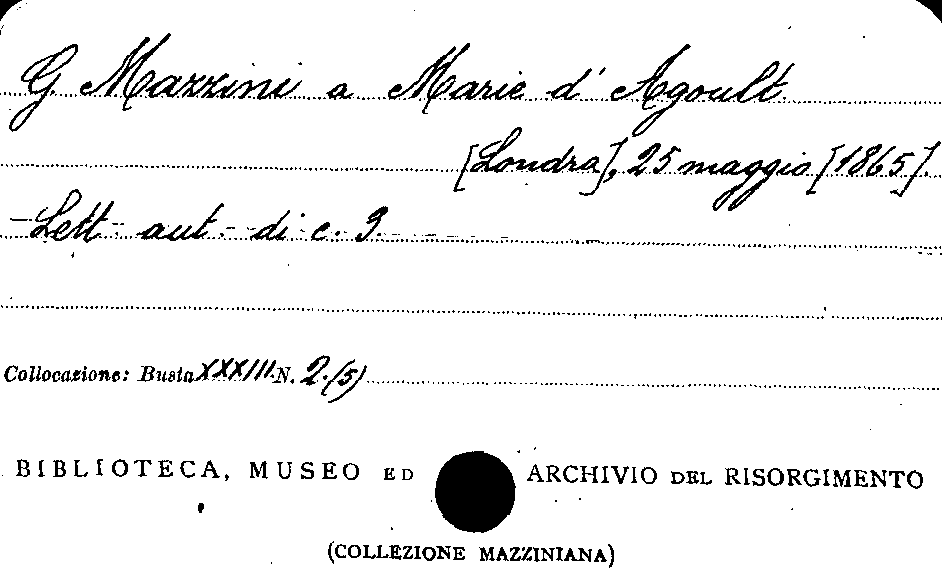 G. Mazzini a Marie d'Agoult
[Londra], 25 maggio [1865].
Lett. aut. di c. 3.
Collocazione: Busta XXXIII N. 2.(5)
BIBLIOTECA, MUSEO ED ARCHIVIO DEL RISORGIMENTO
(COLLEZIONE MAZZINIANA)